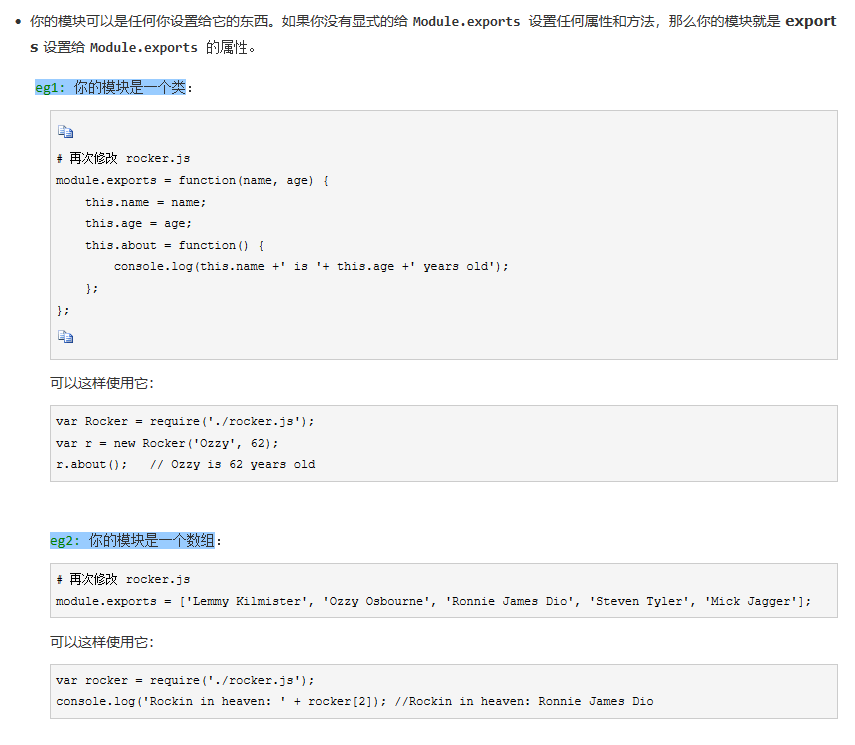 • 你的模块可以是任何你设置给它的东西。如果你没有显式的给 Module.exports 设置任何属性和方法，那么你的模块就是 export
s 设置给 Module.exports 的属性。
eg1: 你的模块是一个类：
# 再次修改 rocker.js
module.exports = function(name, age) {
    this.name = name;
    this.age = age;
    this.about = function() {
        console.log(this.name +' is '+ this.age +' years old');
    };
};
可以这样使用它：
var Rocker = require('./rocker.js');
var r = new Rocker('Ozzy', 62);
r.about();   // Ozzy is 62 years old
eg2: 你的模块是一个数组：
# 再次修改 rocker.js
module.exports = ['Lemmy Kilmister', 'Ozzy Osbourne', 'Ronnie James Dio', 'Steven Tyler', 'Mick Jagger'];
可以这样使用它：
var rocker = require('./rocker.js');
console.log('Rockin in heaven: ' + rocker[2]); //Rockin in heaven: Ronnie James Dio